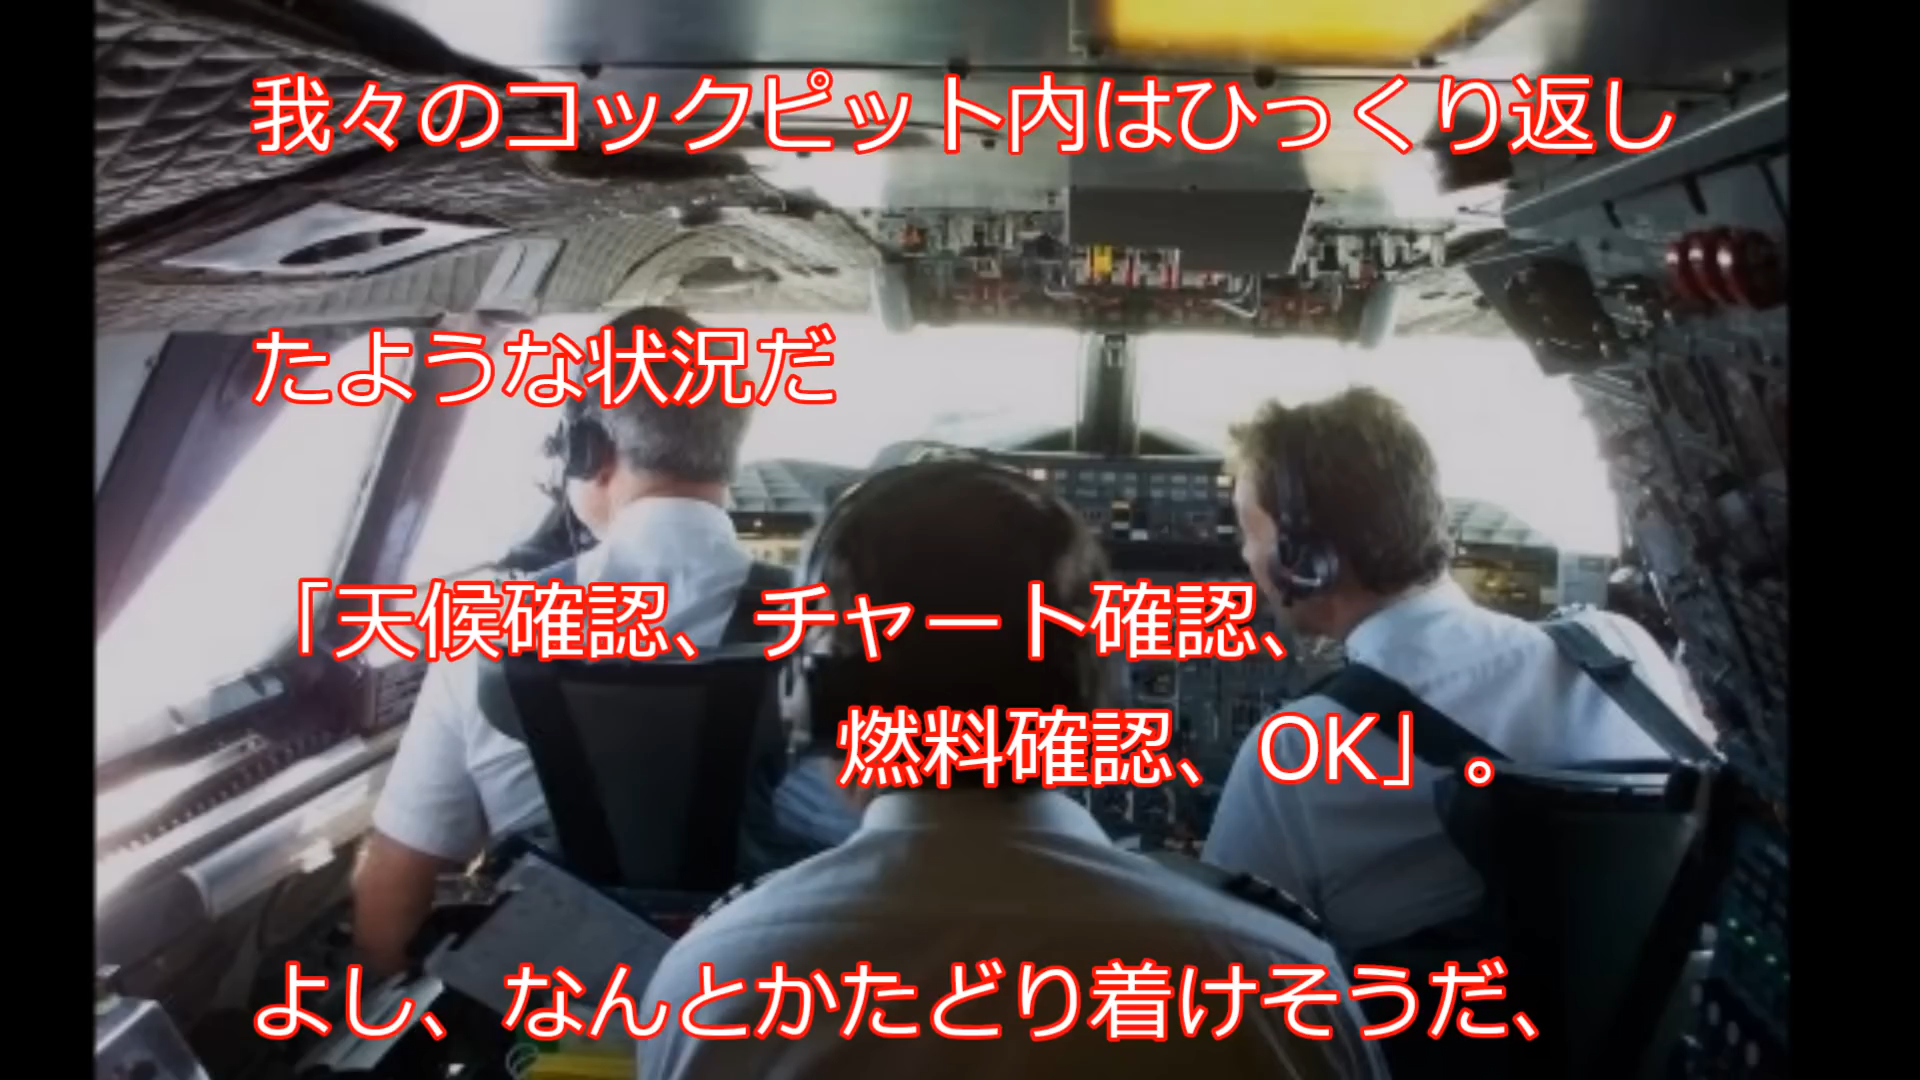 我々のコックピット内はひっくり返し
たような状況だ
「天候確認、チャート確認、
燃料確認、OK」。
よし、なんとかたどり着けそうだ、